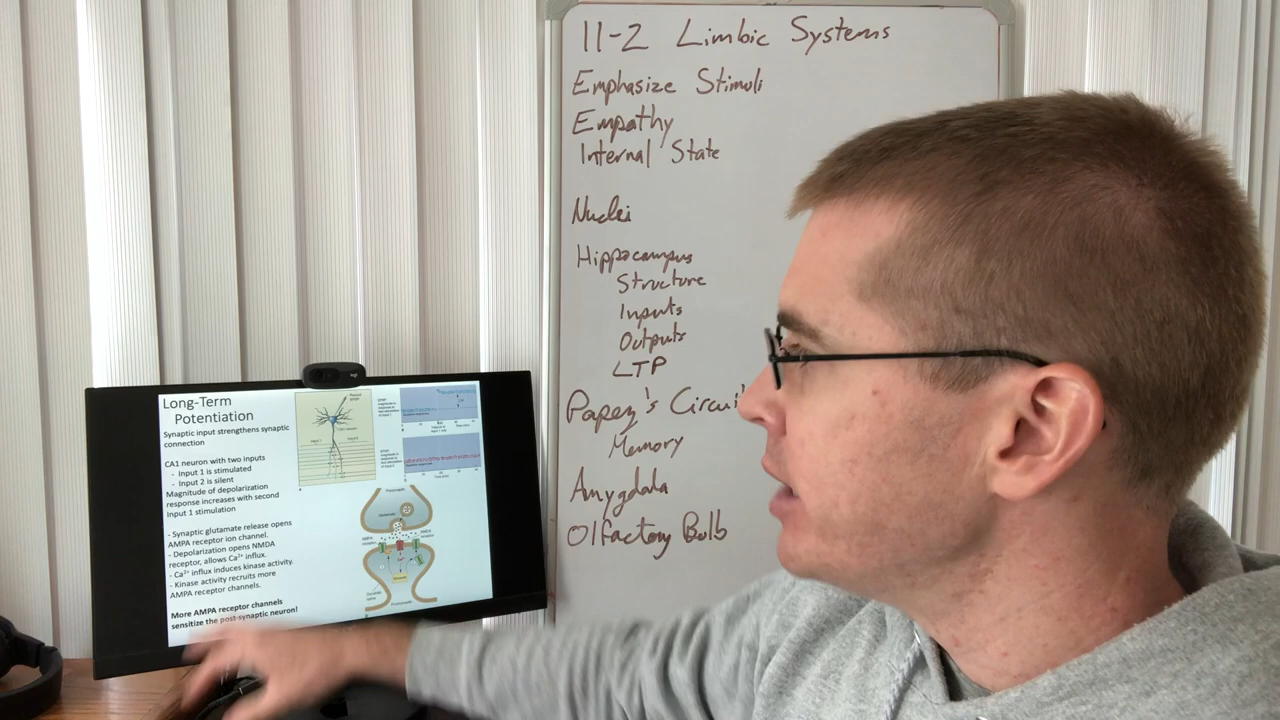 11-2 Limbic Systems
Emphasize Stimuli
Empathy
Internal State
Nuclei
Hippocampus
Structure
Inputs
Outputs
LTP
Papez's Circui
Memory
Amygdala
Olfactory Bulb
Long-Term
Potentiation
Synaptic input strengthens synaptic
connection
CA1 neuron with two inputs
- Input 1 is stimulated
- Input 2 is silent
Magnitude of depolarization
response increases with second
Input 1 stimulation
- Synaptic glutamate release opens
AMPA receptor ion channel.
- Depolarization opens NMDA
receptor, allows Ca²⁺ influx.
- Ca²⁺ influx induces kinase activity.
- Kinase activity recruits more
AMPA receptor channels.
More AMPA receptor channels
sensitize the post-synaptic neuron!